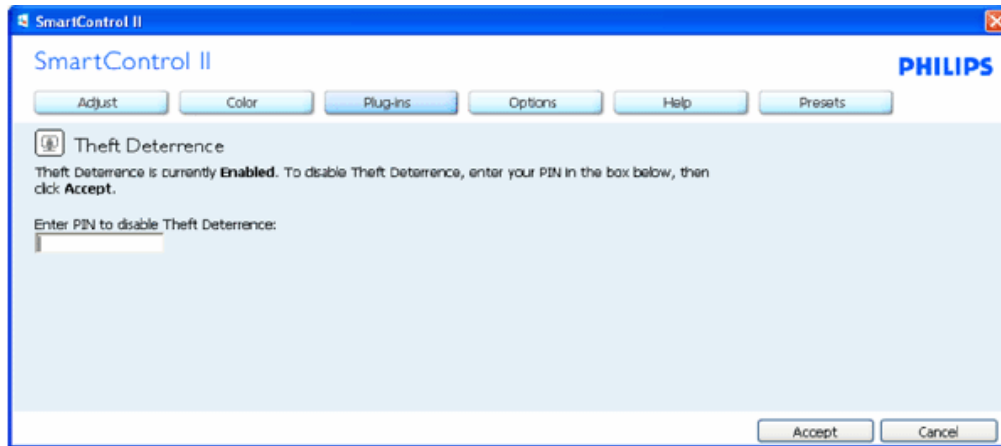 SmartControl II
SmartControl II
PHILIPS
Adjust Color Plug-ins Options Help Presets
Theft Deterrence
Theft Deterrence is currently Enabled. To disable Theft Deterrence, enter your PIN in the box below, then
click Accept.
Enter PIN to disable Theft Deterrence:
Accept Cancel